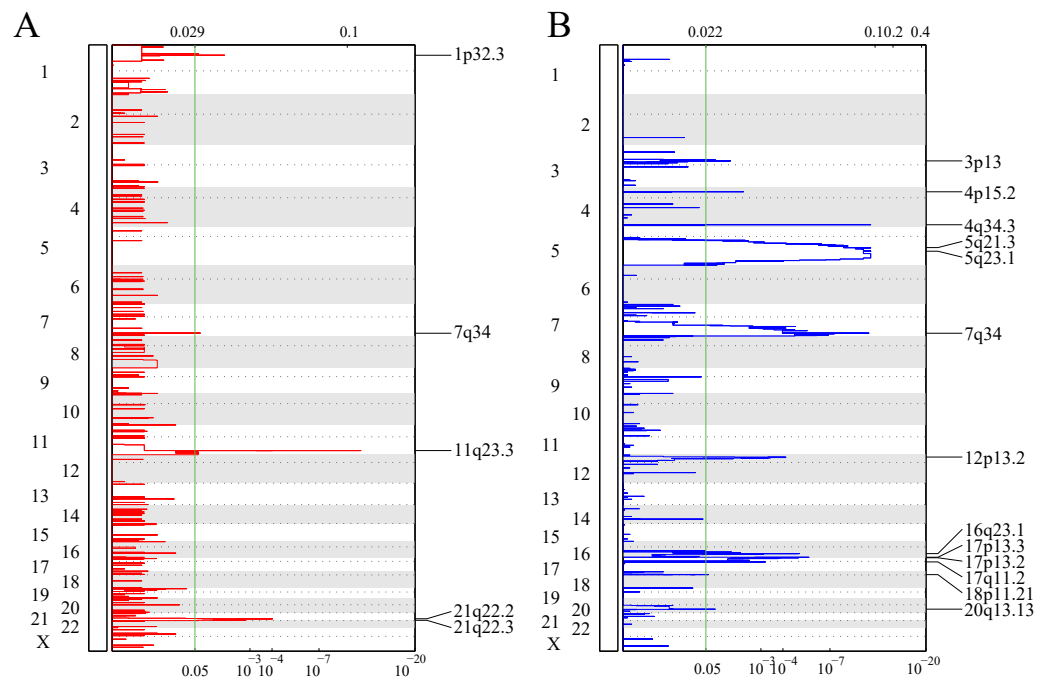 A
0.029
0.1
1
2
3
4
5
6
7
8
9
10
11
12
13
14
15
16
17
18
19
20
21
22
X
1p32.3
7q34
11q23.3
21q22.2
21q22.3
0.05
10⁻³
10⁻⁴
10⁻⁷
10⁻²⁰
B
0.022
0.1
0.2
0.4
1
2
3
4
5
6
7
8
9
10
11
12
13
14
15
16
17
18
19
20
21
22
X
3p13
4p15.2
4q34.3
5q21.3
5q23.1
7q34
12p13.2
16q23.1
17p13.3
17p13.2
17q11.2
18p11.21
20q13.13
0.05
10⁻³
10⁻⁴
10⁻⁷
10⁻²⁰